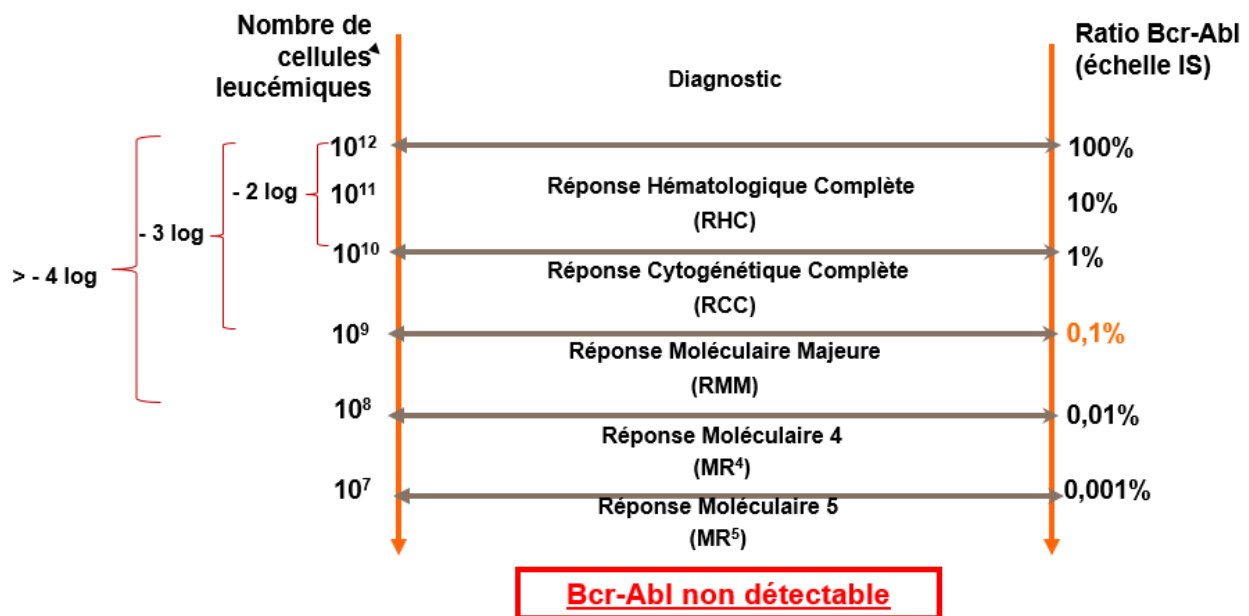 Nombre de
cellules
leucémiques
Ratio Bcr-Abl
(échelle IS)
Diagnostic
10¹²
100%
- 2 log
10¹¹
Réponse Hématologique Complète
(RHC)
10%
- 3 log
10¹⁰
1%
> - 4 log
Réponse Cytogénétique Complète
(RCC)
10⁹
0,1%
Réponse Moléculaire Majeure
(RMM)
10⁸
0,01%
Réponse Moléculaire 4
(MR⁴)
10⁷
0,001%
Réponse Moléculaire 5
(MR⁵)
Bcr-Abl non détectable